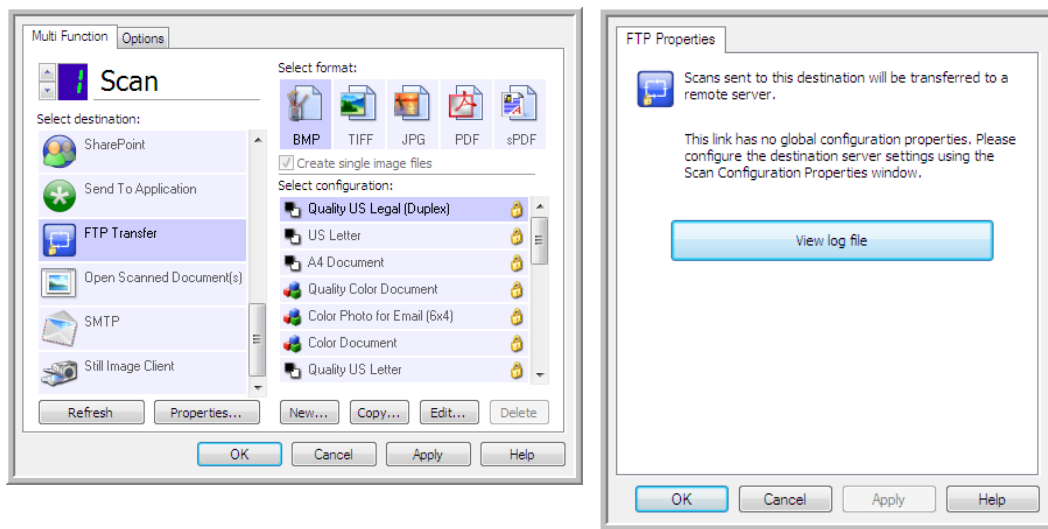 Multi Function
Options
1
Scan
Select destination:
SharePoint
Send To Application
FTP Transfer
Open Scanned Document(s)
SMTP
Still Image Client
Refresh
Properties...
Select format:
BMP
TIFF
JPG
PDF
sPDF
Create single image files
Select configuration:
Quality US Legal (Duplex)
US Letter
A4 Document
Quality Color Document
Color Photo for Email (6x4)
Color Document
Quality US Letter
New...
Copy...
Edit...
Delete
OK
Cancel
Apply
Help
FTP Properties
Scans sent to this destination will be transferred to a
remote server.
This link has no global configuration properties. Please
configure the destination server settings using the
Scan Configuration Properties window.
View log file
OK
Cancel
Apply
Help